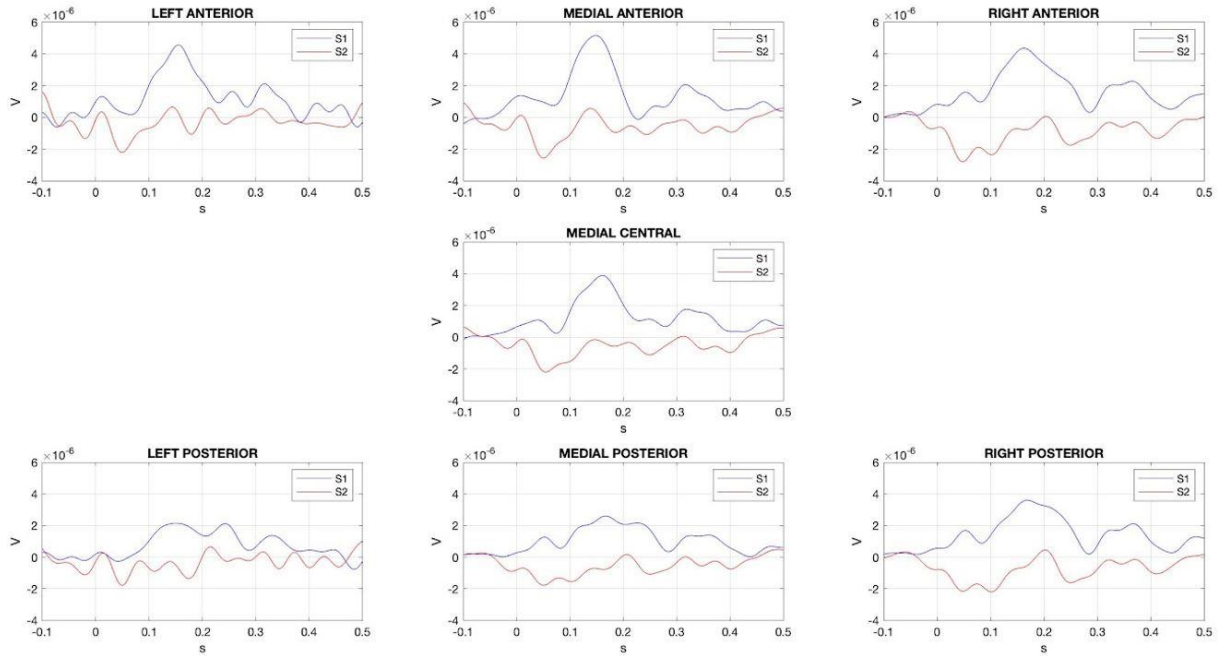 LEFT ANTERIOR
×10⁻⁶
6
4
2
0
-2
-4
V
-0.1 0 0.1 0.2 0.3 0.4 0.5
s
S1
S2
MEDIAL ANTERIOR
×10⁻⁶
6
4
2
0
-2
-4
V
-0.1 0 0.1 0.2 0.3 0.4 0.5
s
S1
S2
RIGHT ANTERIOR
×10⁻⁶
6
4
2
0
-2
-4
V
-0.1 0 0.1 0.2 0.3 0.4 0.5
s
S1
S2
MEDIAL CENTRAL
×10⁻⁶
6
4
2
0
-2
-4
V
-0.1 0 0.1 0.2 0.3 0.4 0.5
s
S1
S2
LEFT POSTERIOR
×10⁻⁶
6
4
2
0
-2
-4
V
-0.1 0 0.1 0.2 0.3 0.4 0.5
s
S1
S2
MEDIAL POSTERIOR
×10⁻⁶
6
4
2
0
-2
-4
V
-0.1 0 0.1 0.2 0.3 0.4 0.5
s
S1
S2
RIGHT POSTERIOR
×10⁻⁶
6
4
2
0
-2
-4
V
-0.1 0 0.1 0.2 0.3 0.4 0.5
s
S1
S2